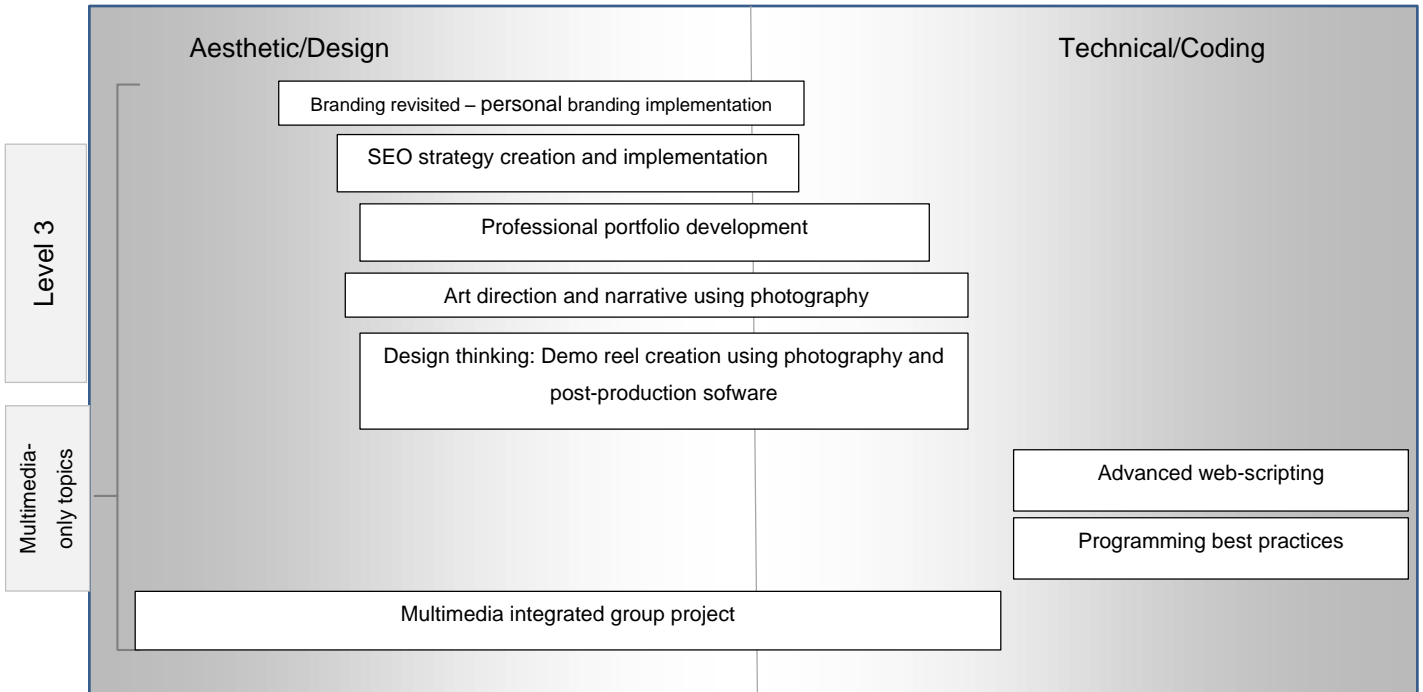 Aesthetic/Design
Technical/Coding
Branding revisited – personal branding implementation
SEO strategy creation and implementation
Professional portfolio development
Level 3
Art direction and narrative using photography
Design thinking: Demo reel creation using photography and
post-production sofware
Multimedia-
only topics
Advanced web-scripting
Programming best practices
Multimedia integrated group project